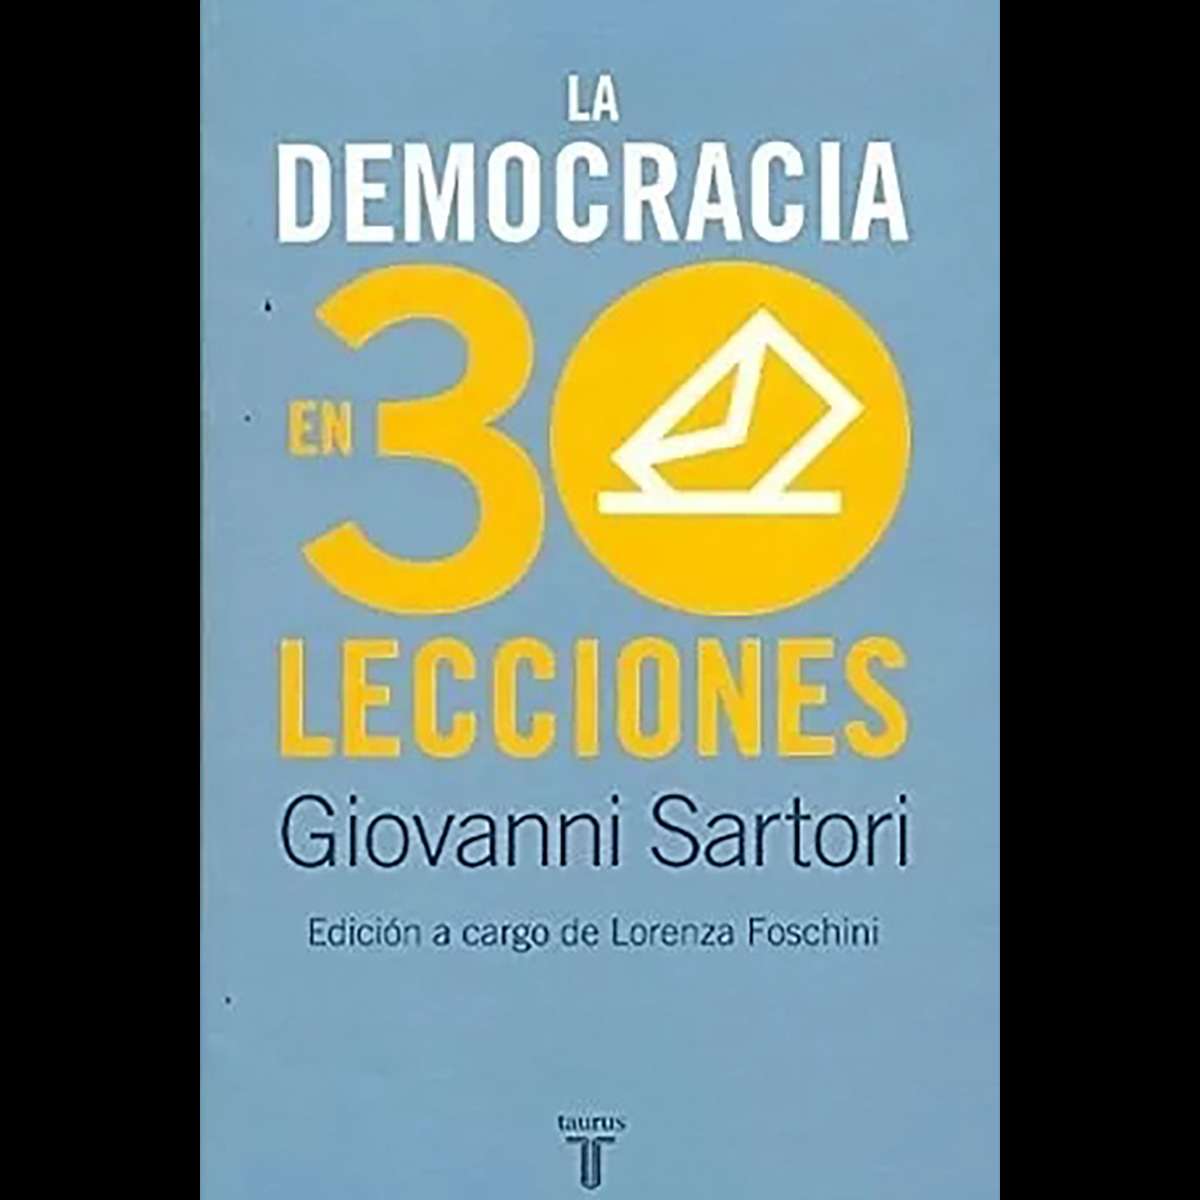 LA
DEMOCRACIA
EN 30
LECCIONES
Giovanni Sartori
Edición a cargo de Lorenza Foschini
taurus
T